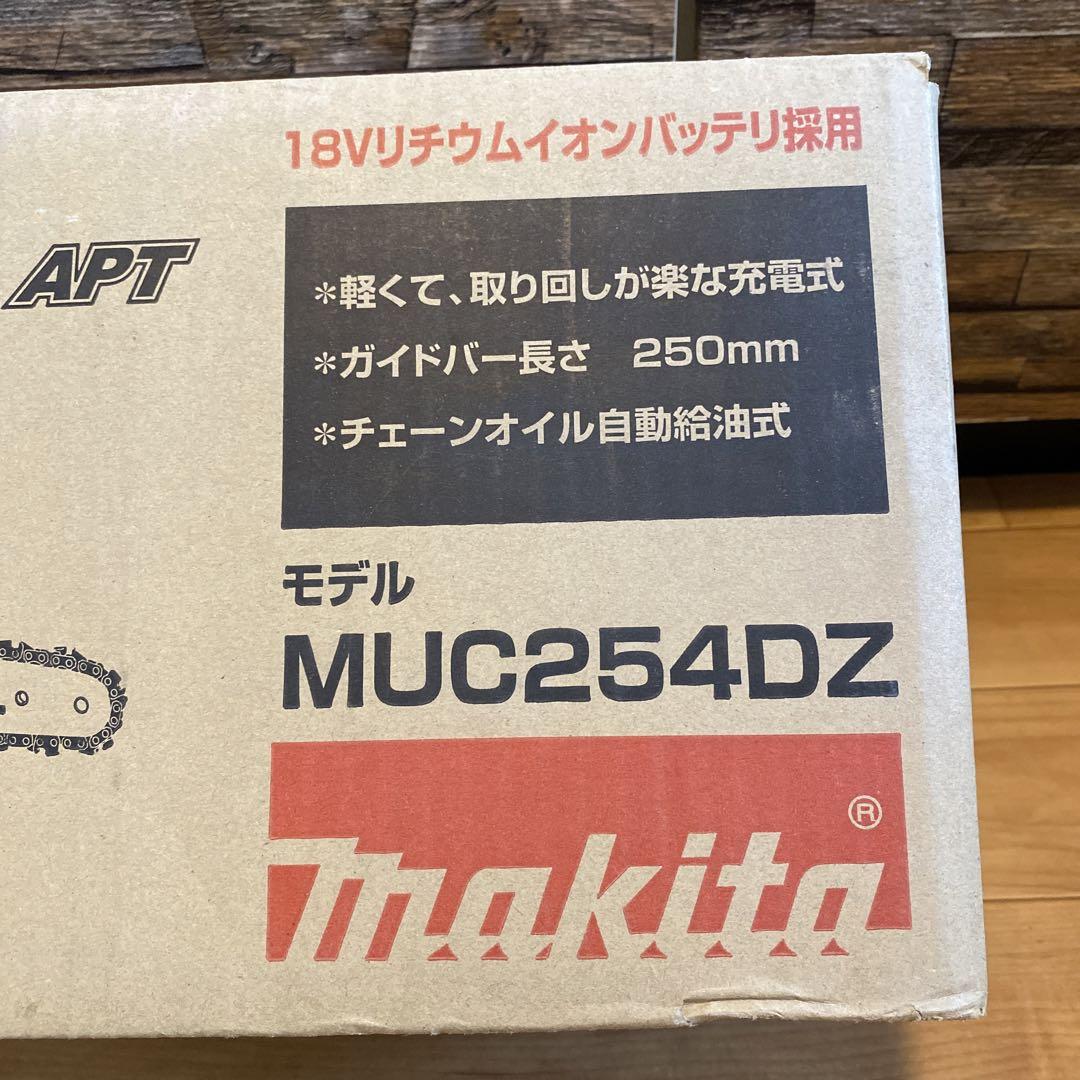 18Vリチウムイオンバッテリ採用
APT
*軽くて、取り回しが楽な充電式
*ガイドバー長さ　250mm
*チェーンオイル自動給油式
モデル
MUC254DZ
makita®